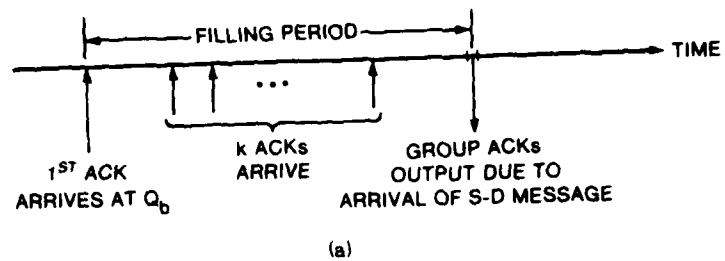 FILLING PERIOD
TIME
...
1ST ACK
ARRIVES AT Qb
k ACKs
ARRIVE
GROUP ACKs
OUTPUT DUE TO
ARRIVAL OF S-D MESSAGE
(a)